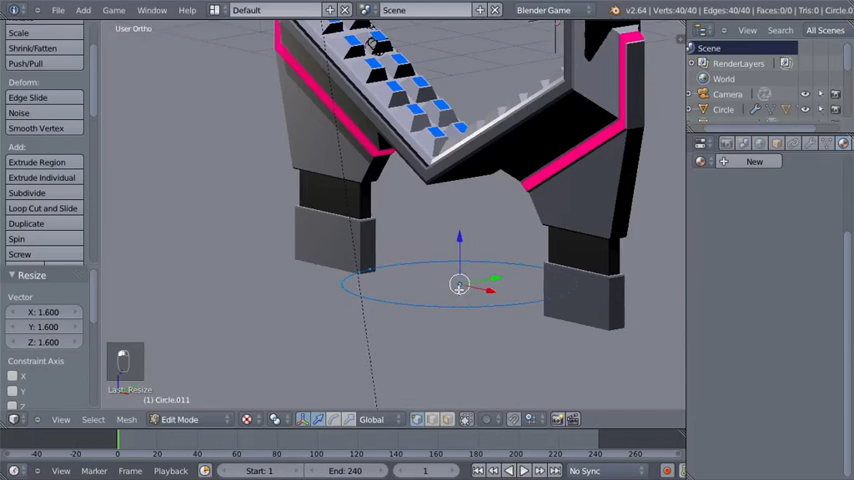 File Add Window Help Default Scene Blender Game v2.64 | Verts:40/40 | Edges:40/40 | Faces:0/0 | Tris:0 | Circle.0
User Ortho
View Search All Scenes
Scale
Shrink/Fatten
Push/Pull
Deform:
Edge Slide
Noise
Smooth Vertex
Add:
Extrude Region
Extrude Individual
Subdivide
Loop Cut and Slide
Duplicate
Spin
Screw
Resize
Vector
X: 1.600
Y: 1.600
Z: 1.600
Constraint Axis
X
Y
Scene
RenderLayers
World
Camera
Circle
New
Last: Resize
(1) Circle.011
View Select Mesh Edit Mode Global
-40 -20 0 20 40 60 80 100 120 140 160 180 200 220 240 260
View Marker Frame Playback Start: 1 End: 240 1 No Sync